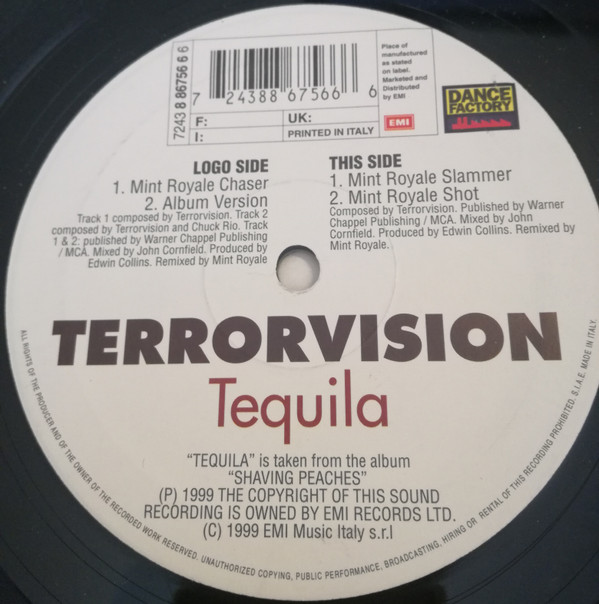 7243 8 86756 6 6
7 24388 67566 6
Place of
manufactured
as stated
on label.
Marketed and
Distributed
by EMI
F:
UK:
I:
PRINTED IN ITALY
EMI
DANCE
FACTORY
LOGO SIDE
1. Mint Royale Chaser
2. Album Version
Track 1 composed by Terrorvision. Track 2
composed by Terrorvision and Chuck Rio. Track
1 & 2: published by Warner Chappel Publishing
/ MCA. Mixed by John Cornfield. Produced by
Edwin Collins. Remixed by Mint Royale
THIS SIDE
1. Mint Royale Slammer
2. Mint Royale Shot
Composed by Terrorvision. Published by Warner
Chappel Publishing / MCA. Mixed by John
Cornfield. Produced by Edwin Collins. Remixed by
Mint Royale.
TERRORVISION
Tequila
“TEQUILA” is taken from the album
“SHAVING PEACHES”
(P) 1999 THE COPYRIGHT OF THIS SOUND
RECORDING IS OWNED BY EMI RECORDS LTD.
(C) 1999 EMI Music Italy s.r.l
ALL RIGHTS OF THE PRODUCER AND OF THE OWNER OF THE RECORDED WORK RESERVED. UNAUTHORIZED COPYING, PUBLIC PERFORMANCE, BROADCASTING, HIRING OR RENTAL OF THIS RECORDING PROHIBITED. S.I.A.E. MADE IN ITALY.